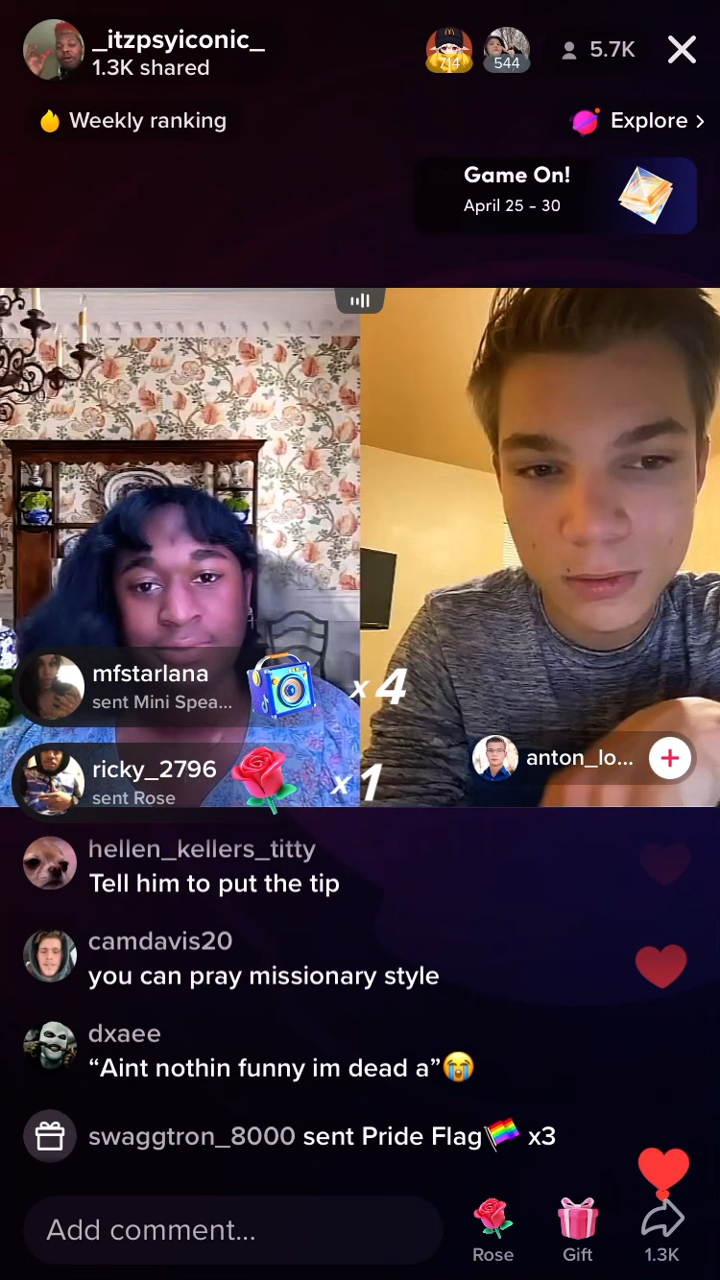 _itzpsyiconic_
1.3K shared
714
544
5.7K
Weekly ranking
Explore >
Game On!
April 25 - 30
mfstarlana
sent Mini Spea...
x4
ricky_2796
sent Rose
x1
anton_lo...
hellen_kellers_titty
Tell him to put the tip
camdavis20
you can pray missionary style
dxaee
“Aint nothin funny im dead a”😭
swaggtron_8000 sent Pride Flag🏳️‍🌈 x3
Add comment...
Rose
Gift
1.3K